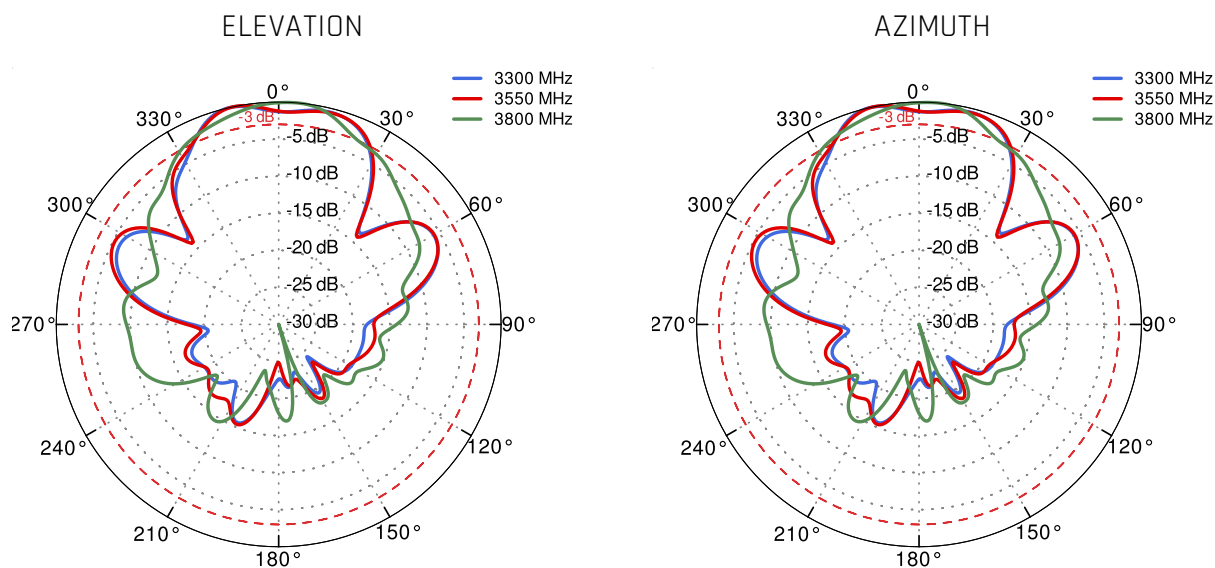 ELEVATION
3300 MHz
3550 MHz
3800 MHz
0°
30°
60°
90°
120°
150°
180°
210°
240°
270°
300°
330°
-3 dB
-5 dB
-10 dB
-15 dB
-20 dB
-25 dB
-30 dB
AZIMUTH
3300 MHz
3550 MHz
3800 MHz
0°
30°
60°
90°
120°
150°
180°
210°
240°
270°
300°
330°
-3 dB
-5 dB
-10 dB
-15 dB
-20 dB
-25 dB
-30 dB